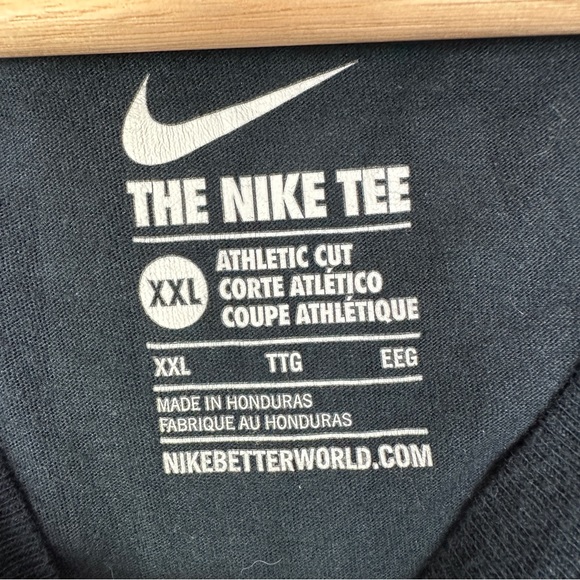 THE NIKE TEE
XXL
ATHLETIC CUT
CORTE ATLÉTICO
COUPE ATHLÉTIQUE
XXL TTG EEG
MADE IN HONDURAS
FABRIQUE AU HONDURAS
NIKEBETTERWORLD.COM